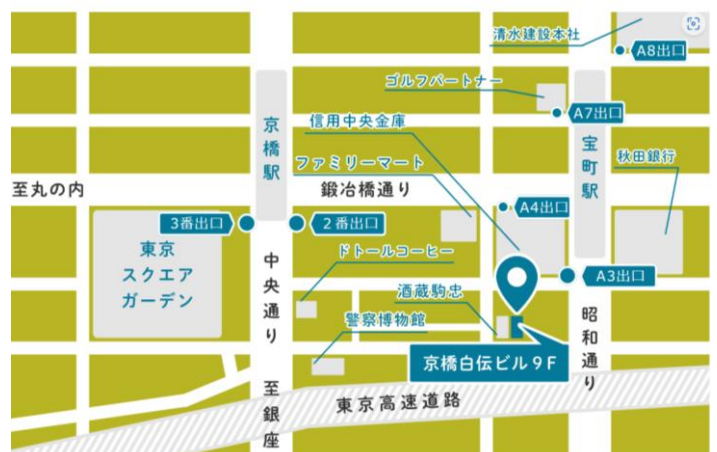 清水建設本社
A8出口
ゴルフパートナー
A7出口
信用中央金庫
京橋駅
宝町駅
ファミリーマート
秋田銀行
至丸の内
鍛冶橋通り
A4出口
3番出口
2番出口
東京
スクエア
ガーデン
ドトールコーヒー
中央通り
A3出口
酒蔵駒忠
警察博物館
昭和通り
京橋白伝ビル9F
至銀座
東京高速道路